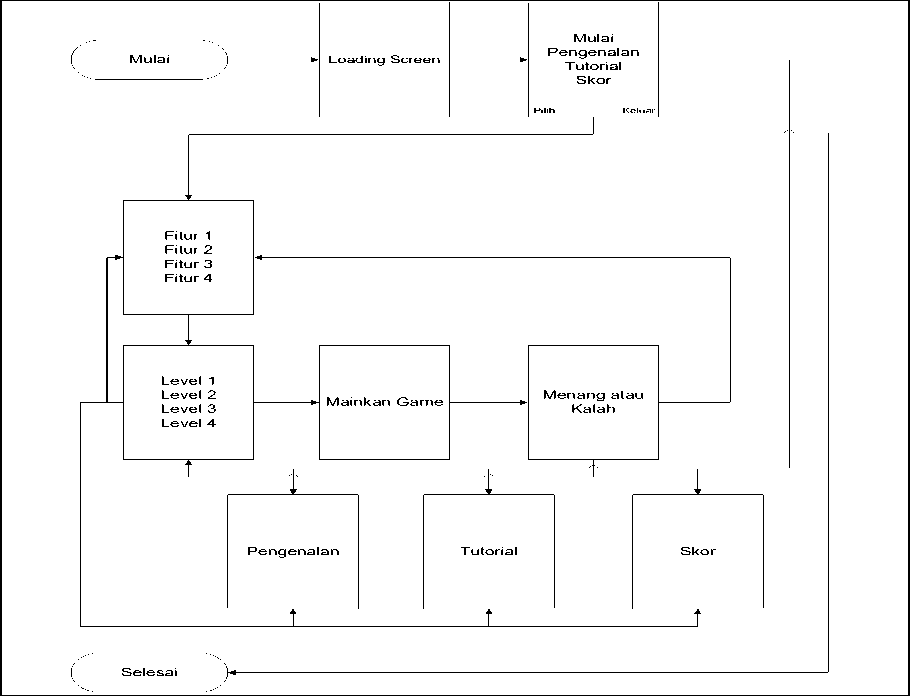 Mulai
Loading Screen
Mulai
Pengenalan
Tutorial
Skor
Pilih
Keluar
Fitur 1
Fitur 2
Fitur 3
Fitur 4
Level 1
Level 2
Level 3
Level 4
Mainkan Game
Menang atau
Kalah
Pengenalan
Tutorial
Skor
Selesai